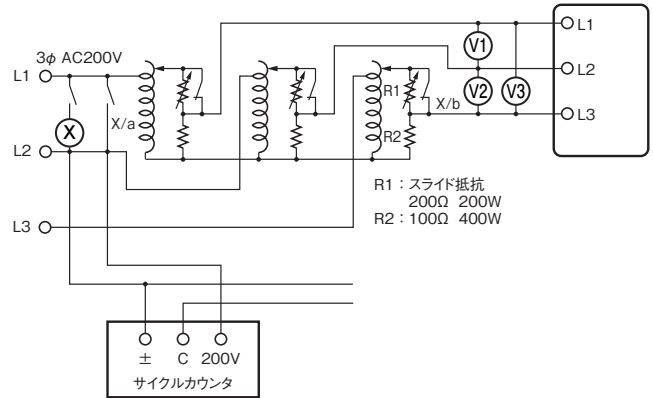 3φ AC200V
L1
L2
L3
X
X/a
R1
R2
X/b
V1
V2
V3
L1
L2
L3
R1：スライド抵抗
200Ω 200W
R2：100Ω 400W
± C 200V
サイクルカウンタ